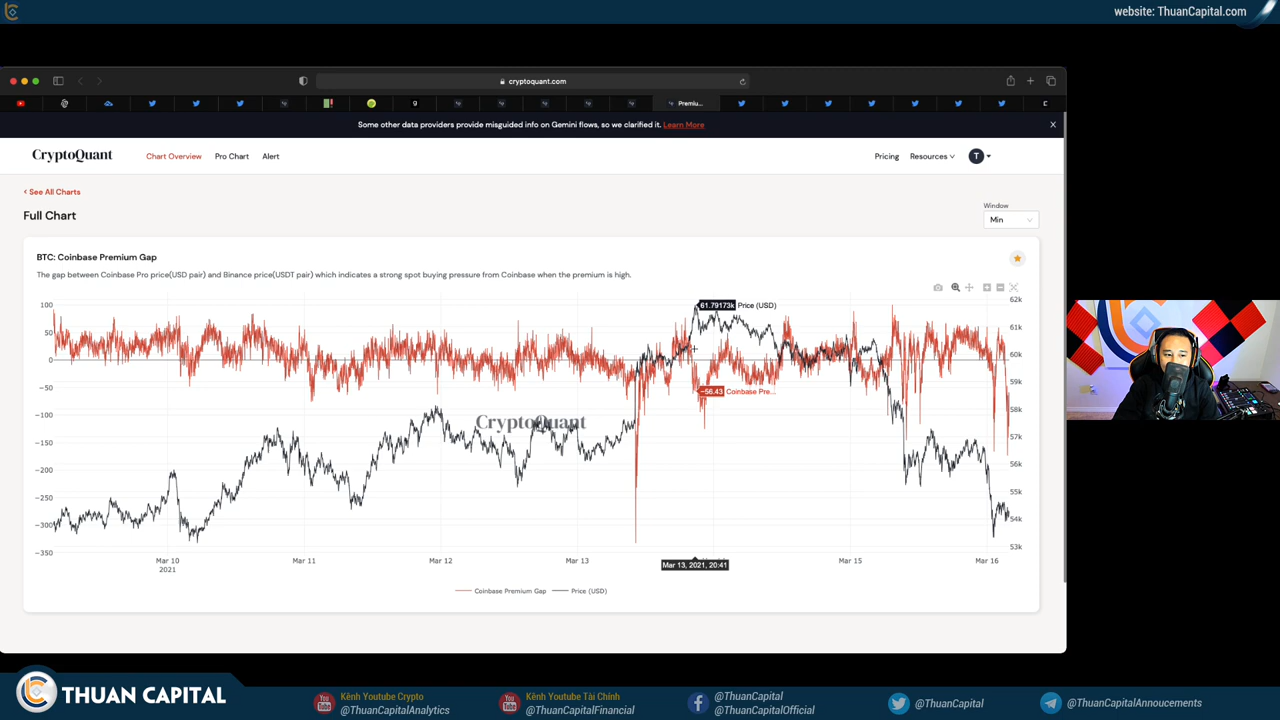 website: ThuanCapital.com
cryptoquant.com
Premiu...
Some other data providers provide misguided info on Gemini flows, so we clarified it. Learn More
CryptoQuant
Chart Overview
Pro Chart
Alert
Pricing
Resources
T
< See All Charts
Full Chart
Window
Min
BTC: Coinbase Premium Gap
The gap between Coinbase Pro price(USD pair) and Binance price(USDT pair) which indicates a strong spot buying pressure from Coinbase when the premium is high.
100
50
0
−50
−100
−150
−200
−250
−300
−350
62k
61k
60k
59k
58k
57k
56k
55k
54k
53k
61.79173k Price (USD)
−56.43 Coinbase Pre...
CryptoQuant
Mar 10
2021
Mar 11
Mar 12
Mar 13
Mar 13, 2021, 20:41
Mar 15
Mar 16
Coinbase Premium Gap
Price (USD)
THUAN CAPITAL
Kênh Youtube Crypto
@ThuanCapitalAnalytics
Kênh Youtube Tài Chính
@ThuanCapitalFinancial
@ThuanCapital
@ThuanCapitalOfficial
@ThuanCapital
@ThuanCapitalAnnoucements